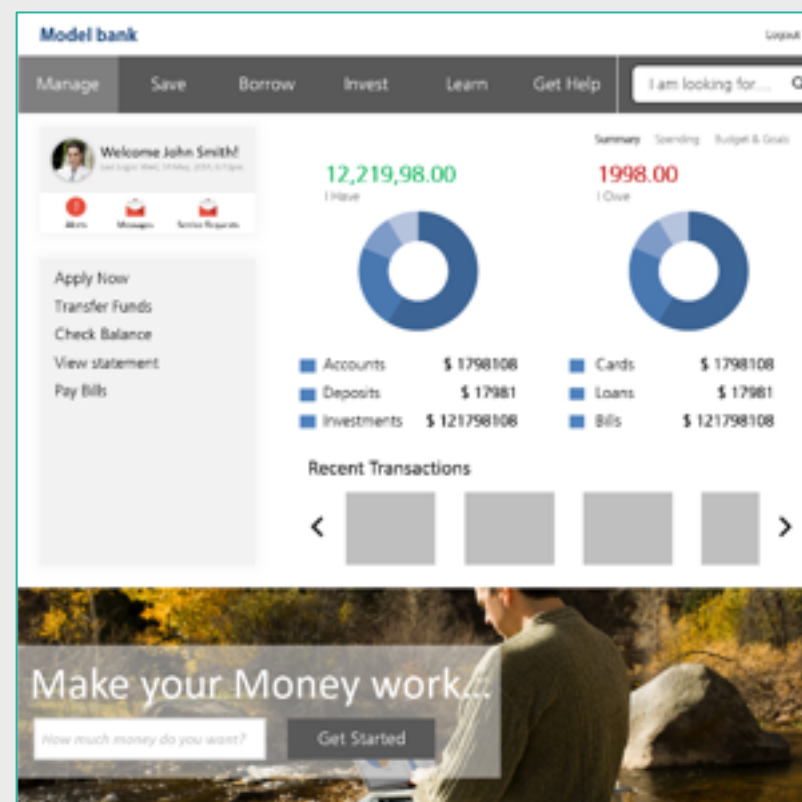 Model bank
Logout
Manage Save Borrow Invest Learn Get Help I am looking for....
Welcome John Smith!
Alerts Messages Service Requests
Apply Now
Transfer Funds
Check Balance
View statement
Pay Bills
Summary Spending Budget & Goals
12,219,98.00 1998.00
I Have I Owe
Accounts $ 1798108 Cards $ 1798108
Deposits $ 17981 Loans $ 17981
Investments $ 121798108 Bills $ 121798108
Recent Transactions
Make your Money work...
How much money do you want? Get Started